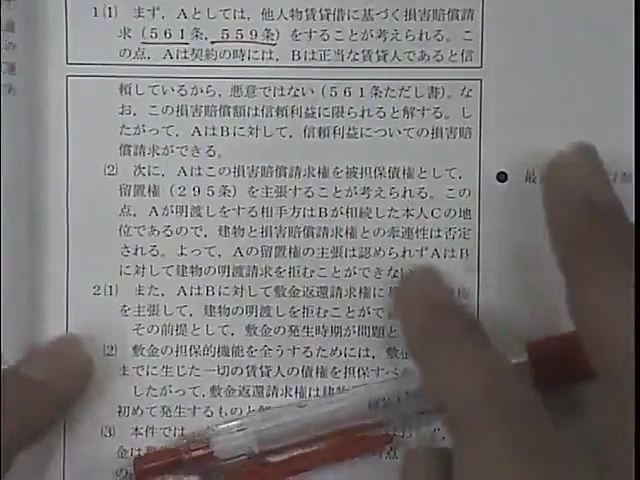 1(1) まず，Aとしては，他人物賃貸借に基づく損害賠償請
求（561条，559条）をすることが考えられる。こ
の点，Aは契約の時には，Bは正当な賃貸人であると信
頼しているから，悪意ではない（561条ただし書）。な
お，この損害賠償額は信頼利益に限られると解する。し
たがって，AはBに対して，信頼利益についての損害賠
償請求ができる。
(2) 次に，Aはこの損害賠償請求権を被担保債権として，
留置権（295条）を主張することが考えられる。この
点，Aが明渡しをする相手方はBが相続した本人Cの地
位であるので，建物と損害賠償請求権との牽連性は否定
される。よって，Aの留置権の主張は認められずAはB
に対して建物の明渡請求を拒むことができな
2(1) また，AはBに対して敷金返還請求権に
を主張して，建物の明渡しを拒むことがで
その前提として，敷金の発生時期が問題と
(2) 敷金の担保的機能を全うするためには，
までに生じた一切の賃貸人の債権を担保すべ
したがって，敷金返還請求権は建物
初めて発生するものと
(3) 本件では，
● 最